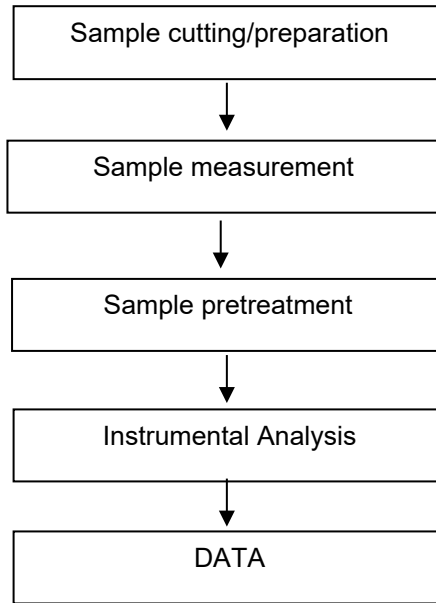 Sample cutting/preparation
Sample measurement
Sample pretreatment
Instrumental Analysis
DATA